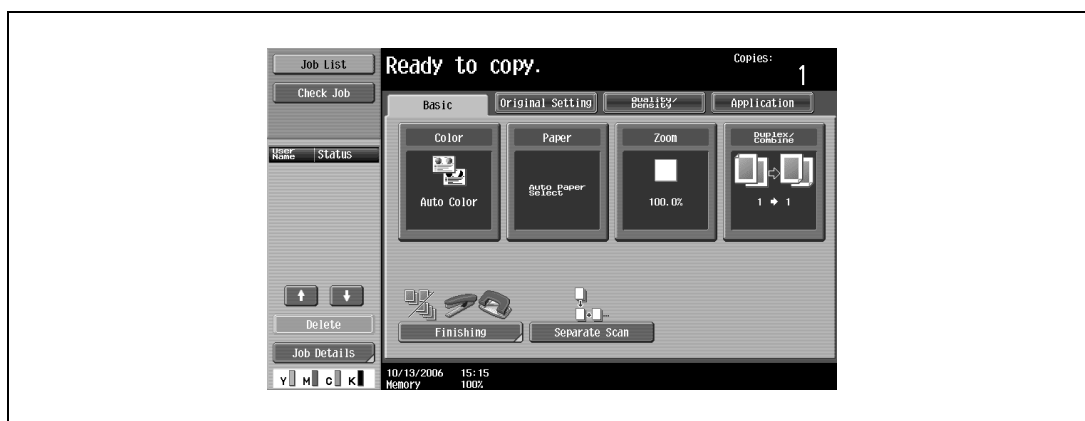 Job List
Check Job
User Name Status
Delete
Job Details
Y M C K
Ready to copy.
Copies:
1
Basic
Original Setting
Quality/
Density
Application
Color
Auto Color
Paper
Auto Paper
Select
Zoom
100.0%
Duplex/
Combine
1 → 1
Finishing
Separate Scan
10/13/2006 15:15
Memory 100%